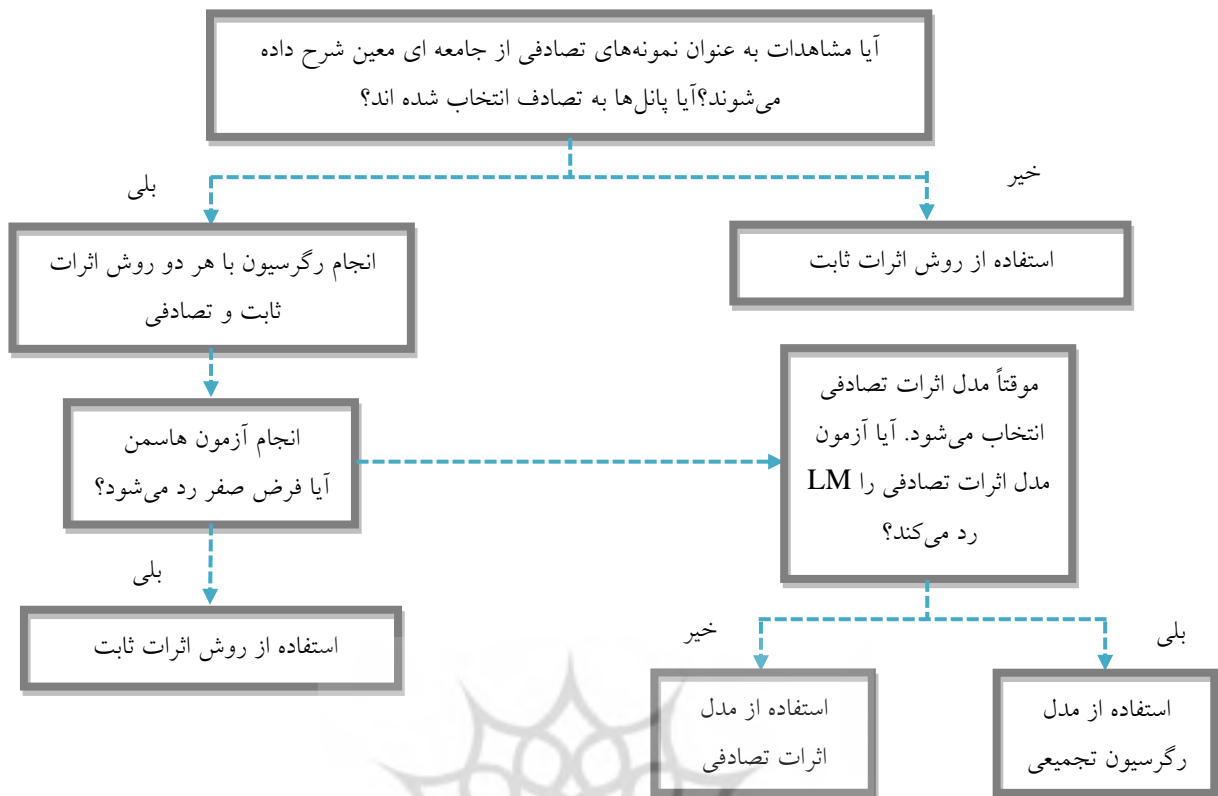 آیا مشاهدات به عنوان نمونه‌های تصادفی از جامعه ای معین شرح داده
می‌شوند؟آیا پانل‌ها به تصادف انتخاب شده اند؟
خیر
بلی
استفاده از روش اثرات ثابت
انجام رگرسیون با هر دو روش اثرات
ثابت و تصادفی
موقتاً مدل اثرات تصادفی
انتخاب می‌شود. آیا آزمون
مدل اثرات تصادفی را LM
رد می‌کند؟
انجام آزمون هاسمن
آیا فرض صفر رد می‌شود؟
بلی
استفاده از روش اثرات ثابت
بلی
خیر
استفاده از مدل
رگرسیون تجمیعی
استفاده از مدل
اثرات تصادفی